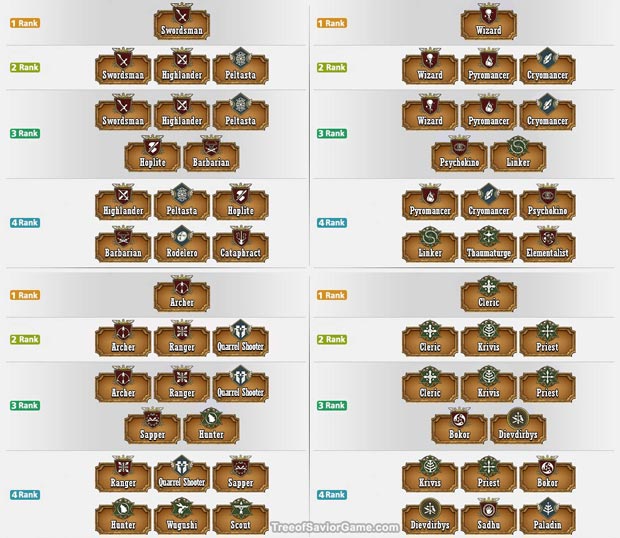 1 Rank
Swordsman
2 Rank
Swordsman Highlander Peltasta
3 Rank
Swordsman Highlander Peltasta
Hoplite Barbarian
4 Rank
Highlander Peltasta Hoplite
Barbarian Rodelero Cataphract
1 Rank
Wizard
2 Rank
Wizard Pyromancer Cryomancer
3 Rank
Wizard Pyromancer Cryomancer
Psychokino Linker
4 Rank
Pyromancer Cryomancer Psychokino
Linker Thaumaturge Elementalist
1 Rank
Archer
2 Rank
Archer Ranger Quarrel Shooter
3 Rank
Archer Ranger Quarrel Shooter
Sapper Hunter
4 Rank
Ranger Quarrel Shooter Sapper
Hunter Wugushi Scout
1 Rank
Cleric
2 Rank
Cleric Krivis Priest
3 Rank
Cleric Krivis Priest
Bokor Dievdirbys
4 Rank
Krivis Priest Bokor
Dievdirbys Sadhu Paladin
TreeofSaviorGame.com